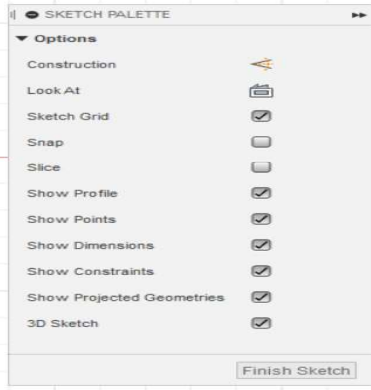 SKETCH PALETTE
Options
Construction
Look At
Sketch Grid
Snap
Slice
Show Profile
Show Points
Show Dimensions
Show Constraints
Show Projected Geometries
3D Sketch
Finish Sketch